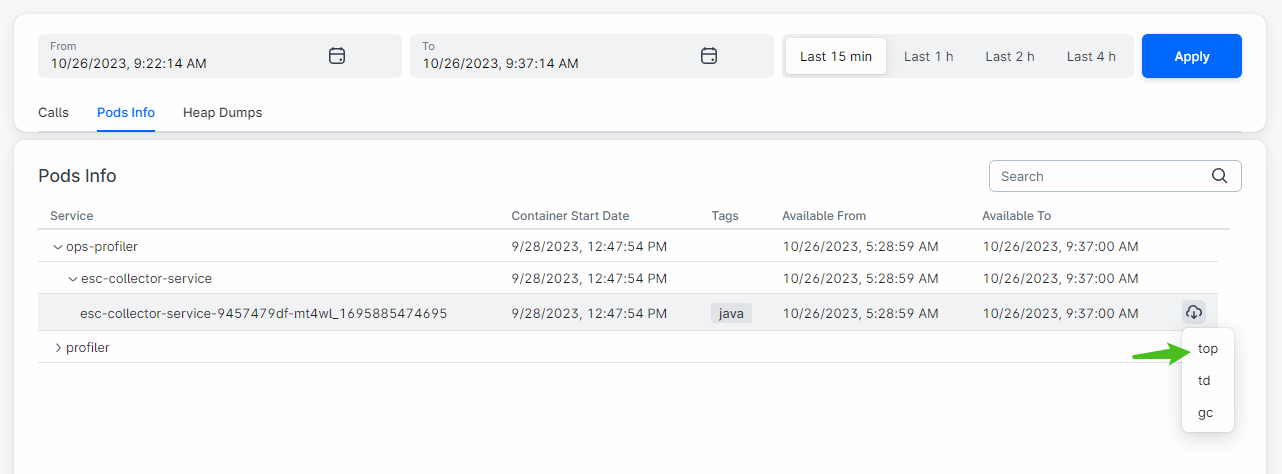 From
10/26/2023, 9:22:14 AM
To
10/26/2023, 9:37:14 AM
Last 15 min Last 1 h Last 2 h Last 4 h
Apply
Calls Pods Info Heap Dumps
Pods Info
Search
Service Container Start Date Tags Available From Available To
ops-profiler 9/28/2023, 12:47:54 PM 10/26/2023, 5:28:59 AM 10/26/2023, 9:37:00 AM
esc-collector-service 9/28/2023, 12:47:54 PM 10/26/2023, 5:28:59 AM 10/26/2023, 9:37:00 AM
esc-collector-service-9457479df-mt4wl_1695885474695 9/28/2023, 12:47:54 PM java 10/26/2023, 5:28:59 AM 10/26/2023, 9:37:00 AM
profiler
top
td
gc